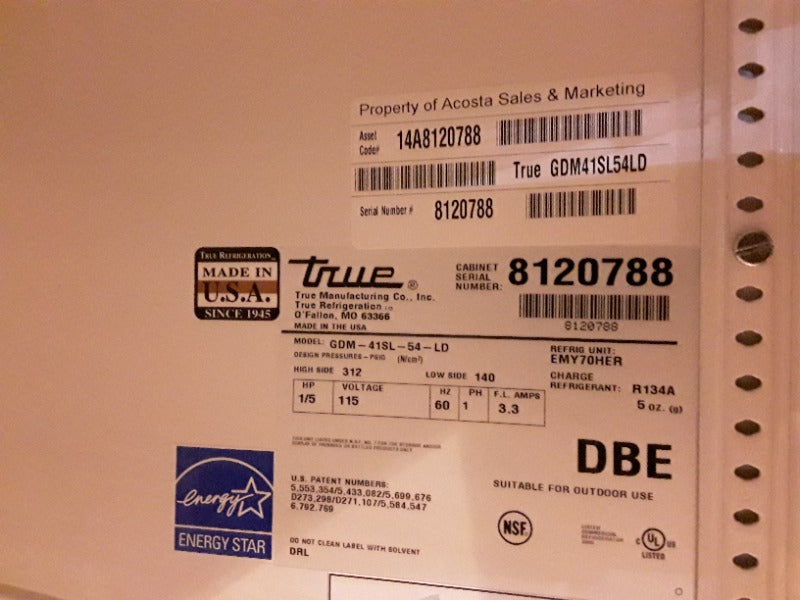 Property of Acosta Sales & Marketing
Asset Code# 14A8120788
True GDM41SL54LD
Serial Number # 8120788
TRUE REFRIGERATION
MADE IN
U.S.A.
SINCE 1945
true ®
True Manufacturing Co., Inc.
True Refrigeration
O'Fallon, MO 63366
MADE IN THE USA
CABINET SERIAL NUMBER: 8120788
8120788
MODEL: GDM-41SL-54-LD
DESIGN PRESSURES-PSIG (N/cm²)
HIGH SIDE 312 LOW SIDE 140
REFRIG UNIT:
EMY70HER
CHARGE
REFRIGERANT: R134A
5 OZ. (g)
HP VOLTAGE HZ PH F.L. AMPS
1/5 115 60 1 3.3
DBE
SUITABLE FOR OUTDOOR USE
U.S. PATENT NUMBERS:
5,553,354/5,433,082/5,699,676
D273,298/D271,107/5,584,547
6,792,769
energy
ENERGY STAR
NSF®
C UL US
LISTED
DO NOT CLEAN LABEL WITH SOLVENT
DRL